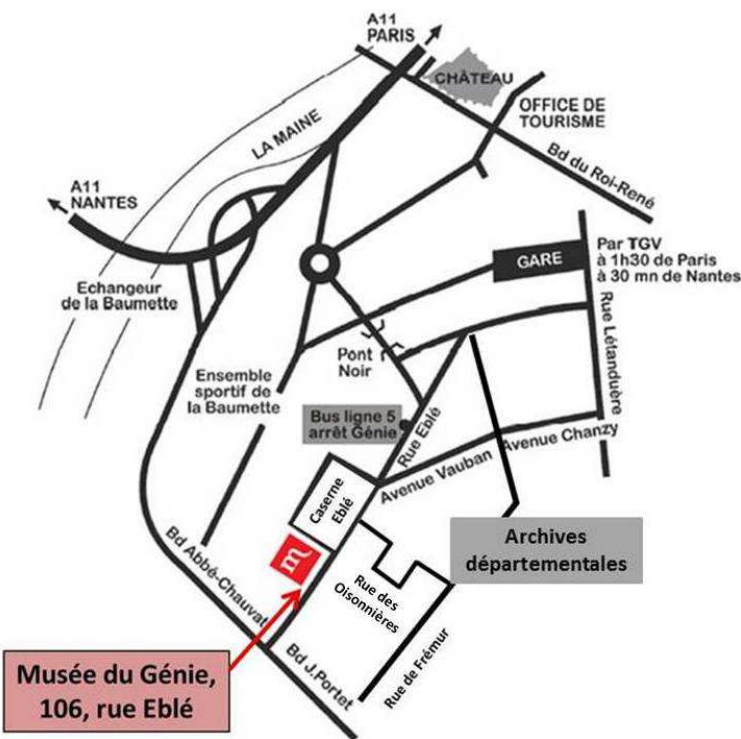 A11
PARIS
CHÂTEAU
OFFICE DE
TOURISME
LA MAINE
Bd du Roi-René
A11
NANTES
Par TGV
à 1h30 de Paris
à 30 mn de Nantes
GARE
Echangeur
de la Baumette
Rue Létanduère
Pont
Noir
Ensemble
sportif de
la Baumette
Bus ligne 5
arrêt Génie
Rue Eblé
Avenue Vauban
Avenue Chanzy
Caserne
Eblé
Archives
départementales
m
Bd Abbé-Chauvat
Rue des
Oisonnières
Rue de Frémur
Bd J.Portet
Musée du Génie,
106, rue Eblé